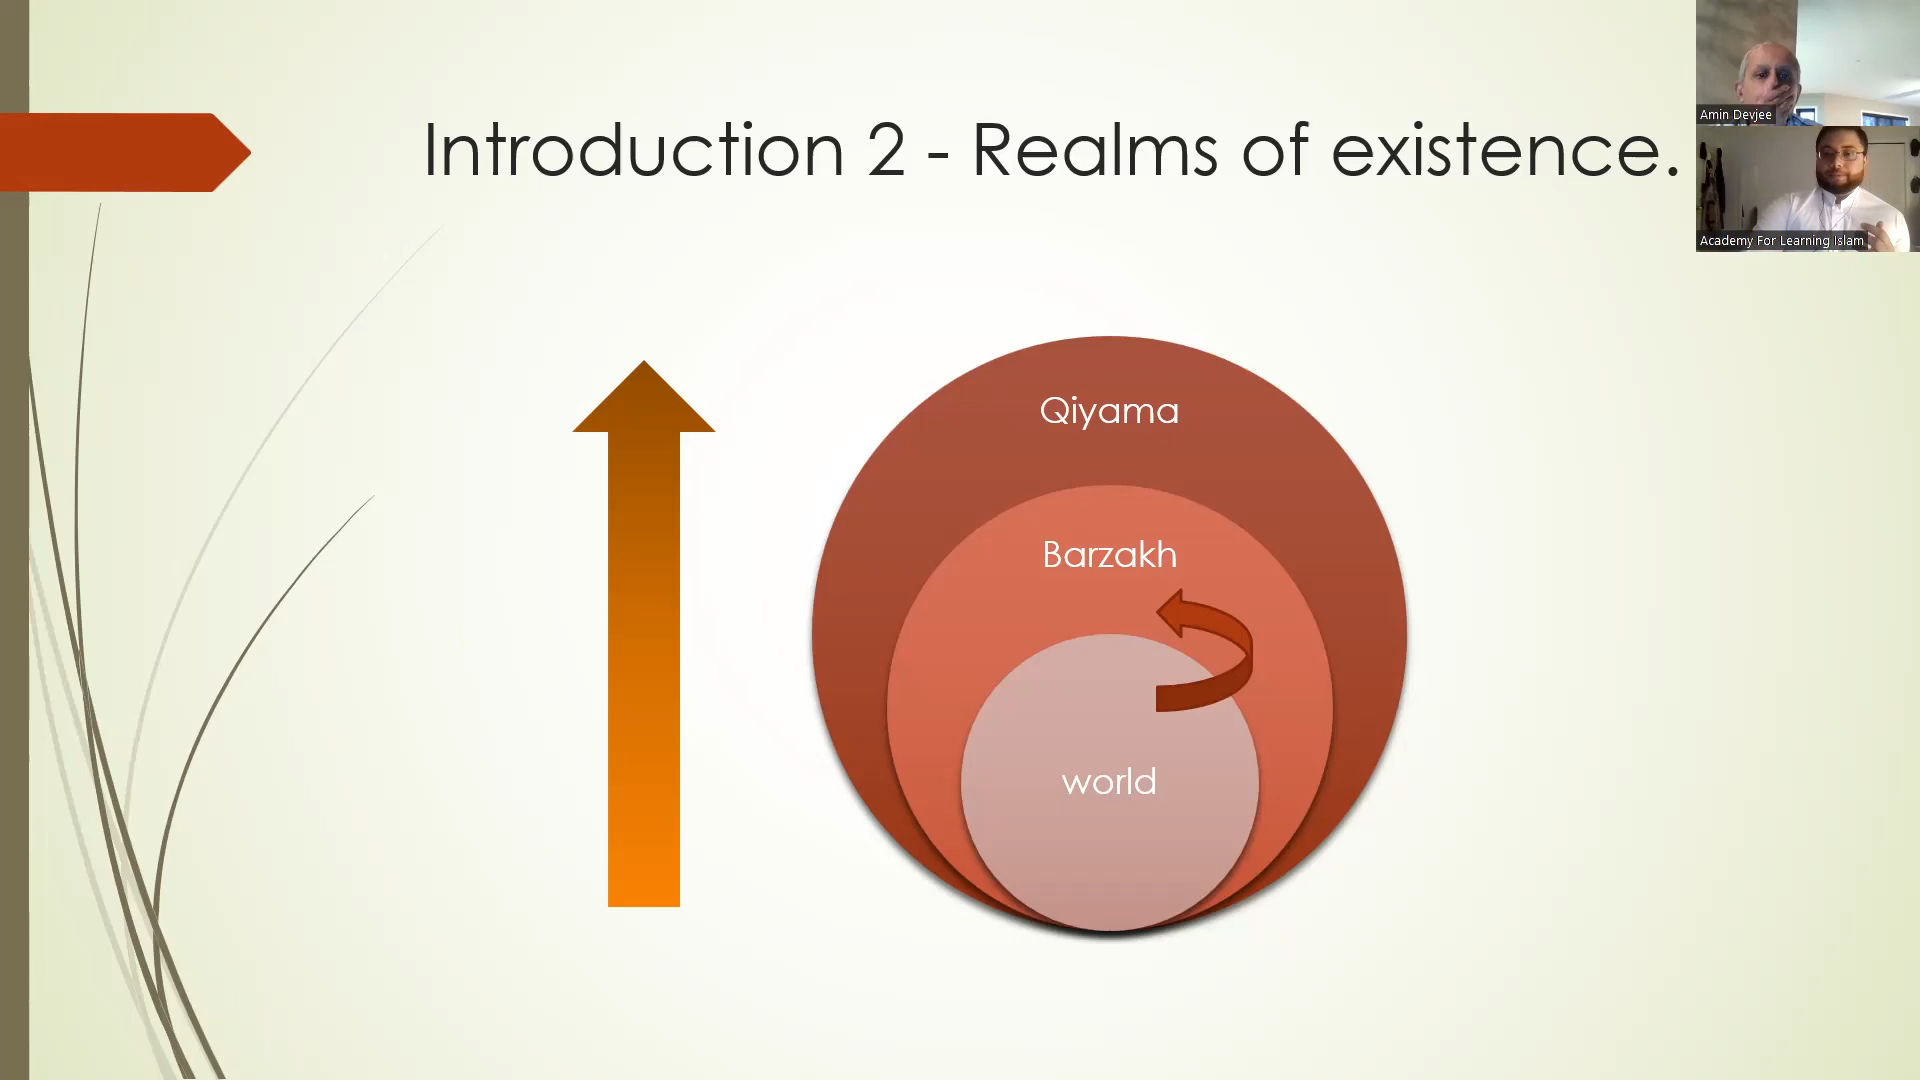 Introduction 2 - Realms of existence.
Amin Devjee
Academy For Learning Islam
Qiyama
Barzakh
world